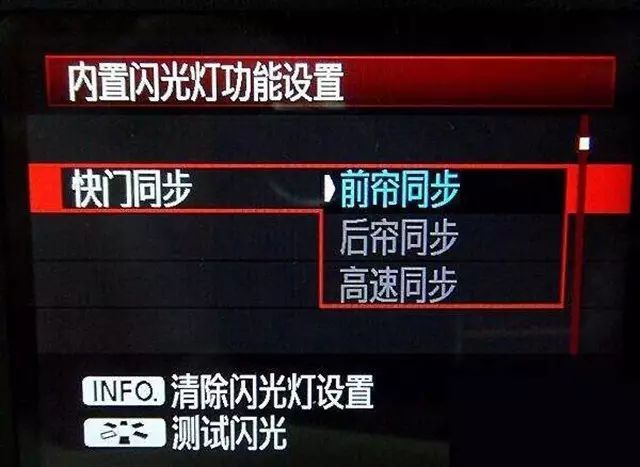 内置闪光灯功能设置
快门同步 前帘同步
后帘同步
高速同步
INFO. 清除闪光灯设置
测试闪光